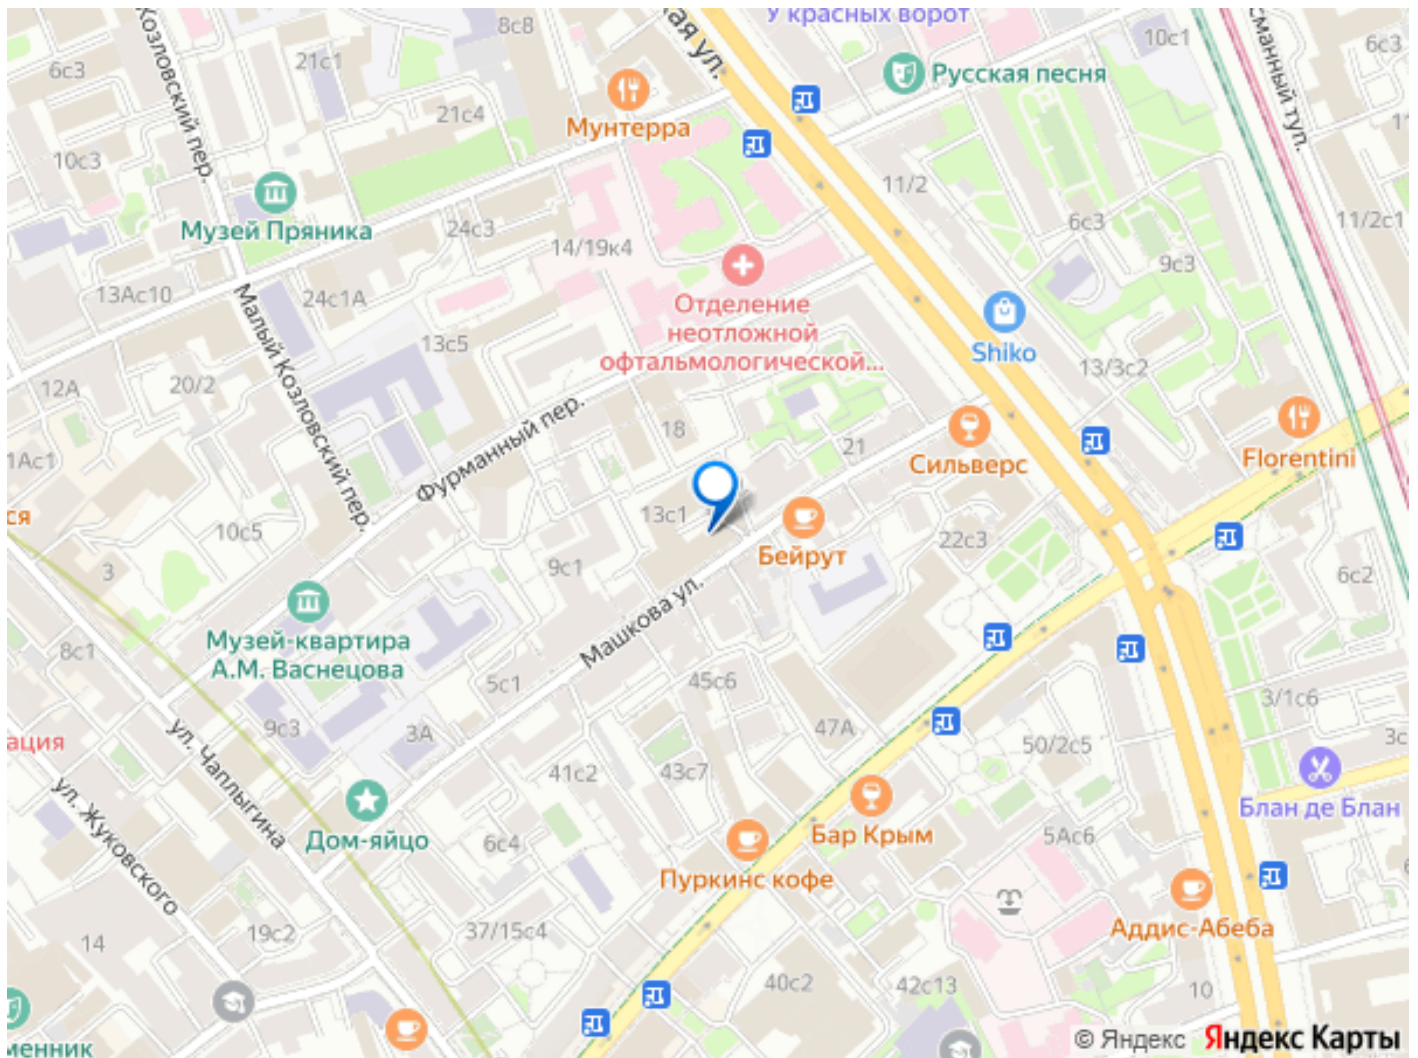 У красных ворот
8с8
10с1
6с3
Козловский пер.
21с1
6с3
Русская песня
21с4
Мунтерра
10с3
11/2
Музей Пряника
24с3
14/19к4
6с3
11/2с1
9с3
13Ас10
24с1А
Отделение
неотложной
офтальмологической...
Shiko
Малый Козловский пер.
13с5
13/3с2
12А
20/2
Фурманный пер.
18
21
Сильверс
Florentini
1Ас1
13с1
10с5
Бейрут
22с3
9с1
3
6с2
Машкова ул.
Музей-квартира
А.М. Васнецова
8с1
5с1
45с6
3/1с6
9с3
3А
47А
50/2с5
ул. Чаплыгина
41с2
43с7
ул. Жуковского
Блан де Блан
Дом-яйцо
6с4
Бар Крым
5Ас6
Пуркинс кофе
Аддис-Абеба
14
19с2
37/15с4
40с2
42с13
10
© Яндекс Яндекс Карты